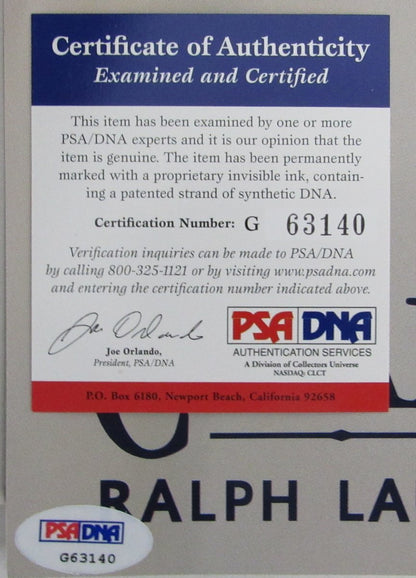 Certificate of Authenticity
Examined and Certified
This item has been examined by one or more
PSA/DNA experts and it is our opinion that the
item is genuine. The item has been permanently
marked with a proprietary invisible ink, contain-
ing a patented strand of synthetic DNA.
Certification Number: G 63140
Verification inquiries can be made to PSA/DNA
by calling 800-325-1121 or by visiting www.psadna.com
and entering the certification number indicated above.
Joe Orlando
Joe Orlando,
President, PSA/DNA
PSA DNA
AUTHENTICATION SERVICES
A Division of Collectors Universe
NASDAQ: CLCT
P.O. Box 6180, Newport Beach, California 92658
RALPH LA
PSA DNA
G63140